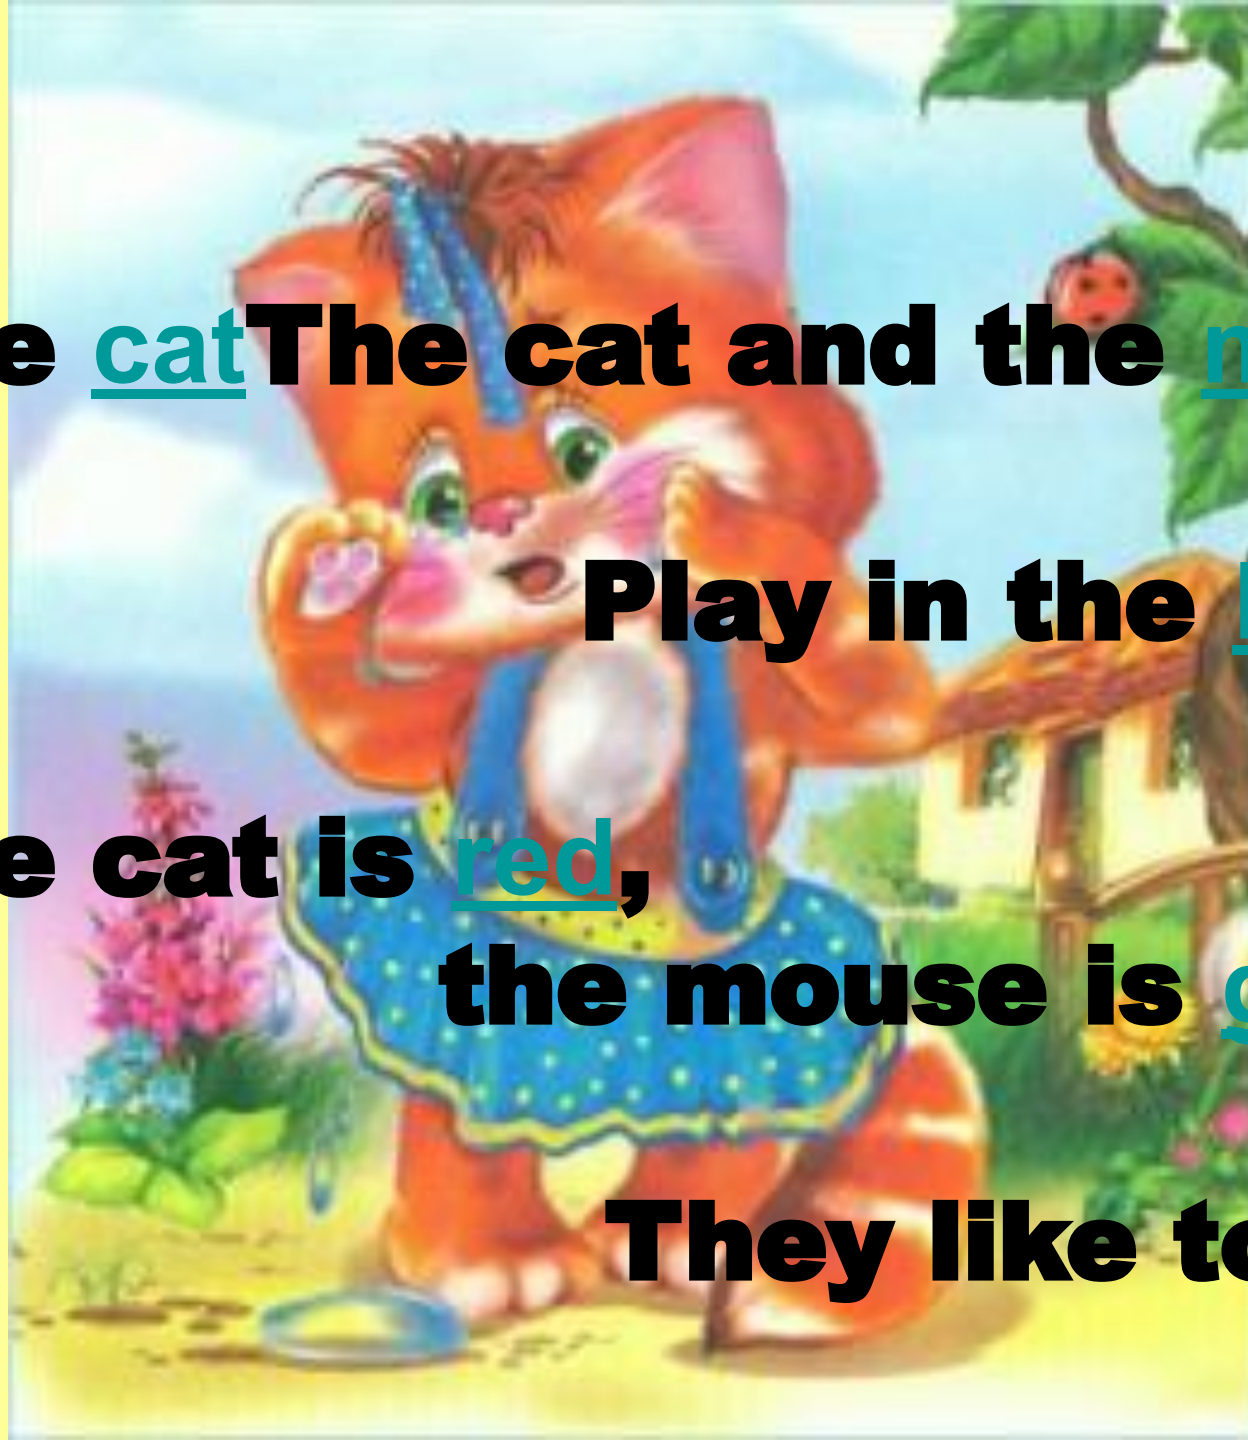 catThe cat and the
Play in the
cat is red,
the mouse is
They like